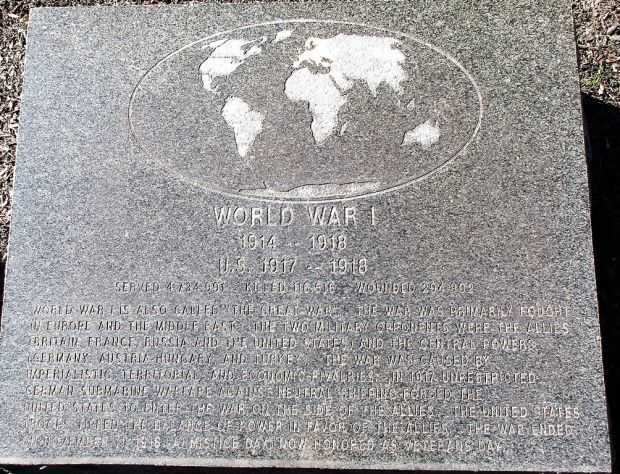 WORLD WAR I
1914 -- 1918
U.S. 1917 -- 1918
SERVED 4,734,991 KILLED 116,516 WOUNDED 204,002
WORLD WAR I IS ALSO CALLED "THE GREAT WAR". THE WAR WAS PRIMARILY FOUGHT
IN EUROPE AND THE MIDDLE EAST. THE TWO MILITARY OPPONENTS WERE THE ALLIES
(BRITAIN, FRANCE, RUSSIA AND THE UNITED STATES) AND THE CENTRAL POWERS
(GERMANY, AUSTRIA-HUNGARY, AND TURKEY). THE WAR WAS CAUSED BY
IMPERIALISTIC, TERRITORIAL, AND ECONOMIC RIVALRIES. IN 1917 UNRESTRICTED
GERMAN SUBMARINE WARFARE AGAINST NEUTRAL SHIPPING FORCED THE
UNITED STATES TO ENTER THE WAR ON THE SIDE OF THE ALLIES. THE UNITED STATES
TROOPS THE BALANCE OF POWER IN FAVOR OF THE ALLIES. THE WAR ENDED
NOVEMBER 11, 1918, ARMISTICE DAY, NOW HONORED AS VETERANS DAY.